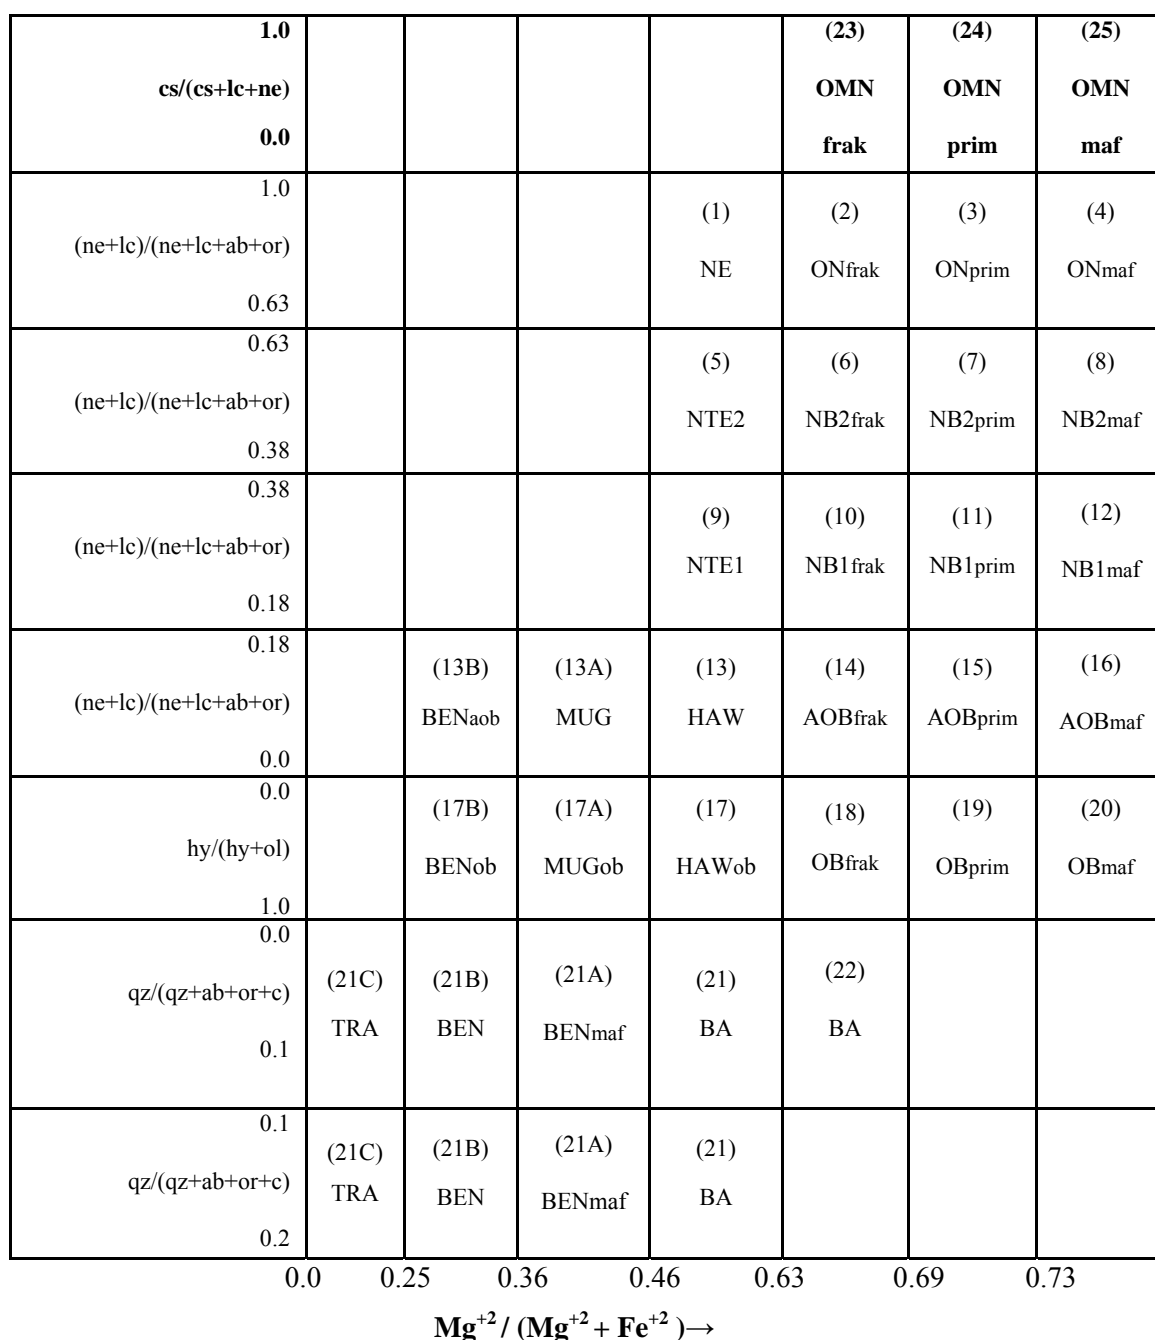 1.0 (23) (24) (25)
cs/(cs+lc+ne) OMN OMN OMN
0.0 frak prim maf
1.0
(1) (2) (3) (4)
(ne+lc)/(ne+lc+ab+or)
NE ONfrak ONprim ONmaf
0.63
0.63
(5) (6) (7) (8)
(ne+lc)/(ne+lc+ab+or)
NTE2 NB2frak NB2prim NB2maf
0.38
0.38
(9) (10) (11) (12)
(ne+lc)/(ne+lc+ab+or)
NTE1 NB1frak NB1prim NB1maf
0.18
0.18
(13B) (13A) (13) (14) (15) (16)
(ne+lc)/(ne+lc+ab+or)
BENaob MUG HAW AOBfrak AOBprim AOBmaf
0.0
0.0
(17B) (17A) (17) (18) (19) (20)
hy/(hy+ol)
BENob MUGob HAWob OBfrak OBprim OBmaf
1.0
0.0
(21C) (21B) (21A) (21) (22)
qz/(qz+ab+or+c)
TRA BEN BENmaf BA BA
0.1
0.1
(21C) (21B) (21A) (21)
qz/(qz+ab+or+c)
TRA BEN BENmaf BA
0.2
0.0 0.25 0.36 0.46 0.63 0.69 0.73
Mg⁺² / (Mg⁺² + Fe⁺² )→